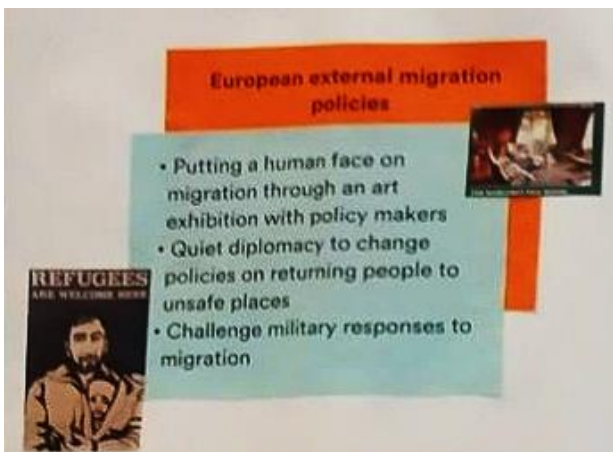 European external migration
policies
• Putting a human face on
migration through an art
exhibition with policy makers
• Quiet diplomacy to change
policies on returning people to
unsafe places
• Challenge military responses to
migration
REFUGEES
ARE WELCOME HERE